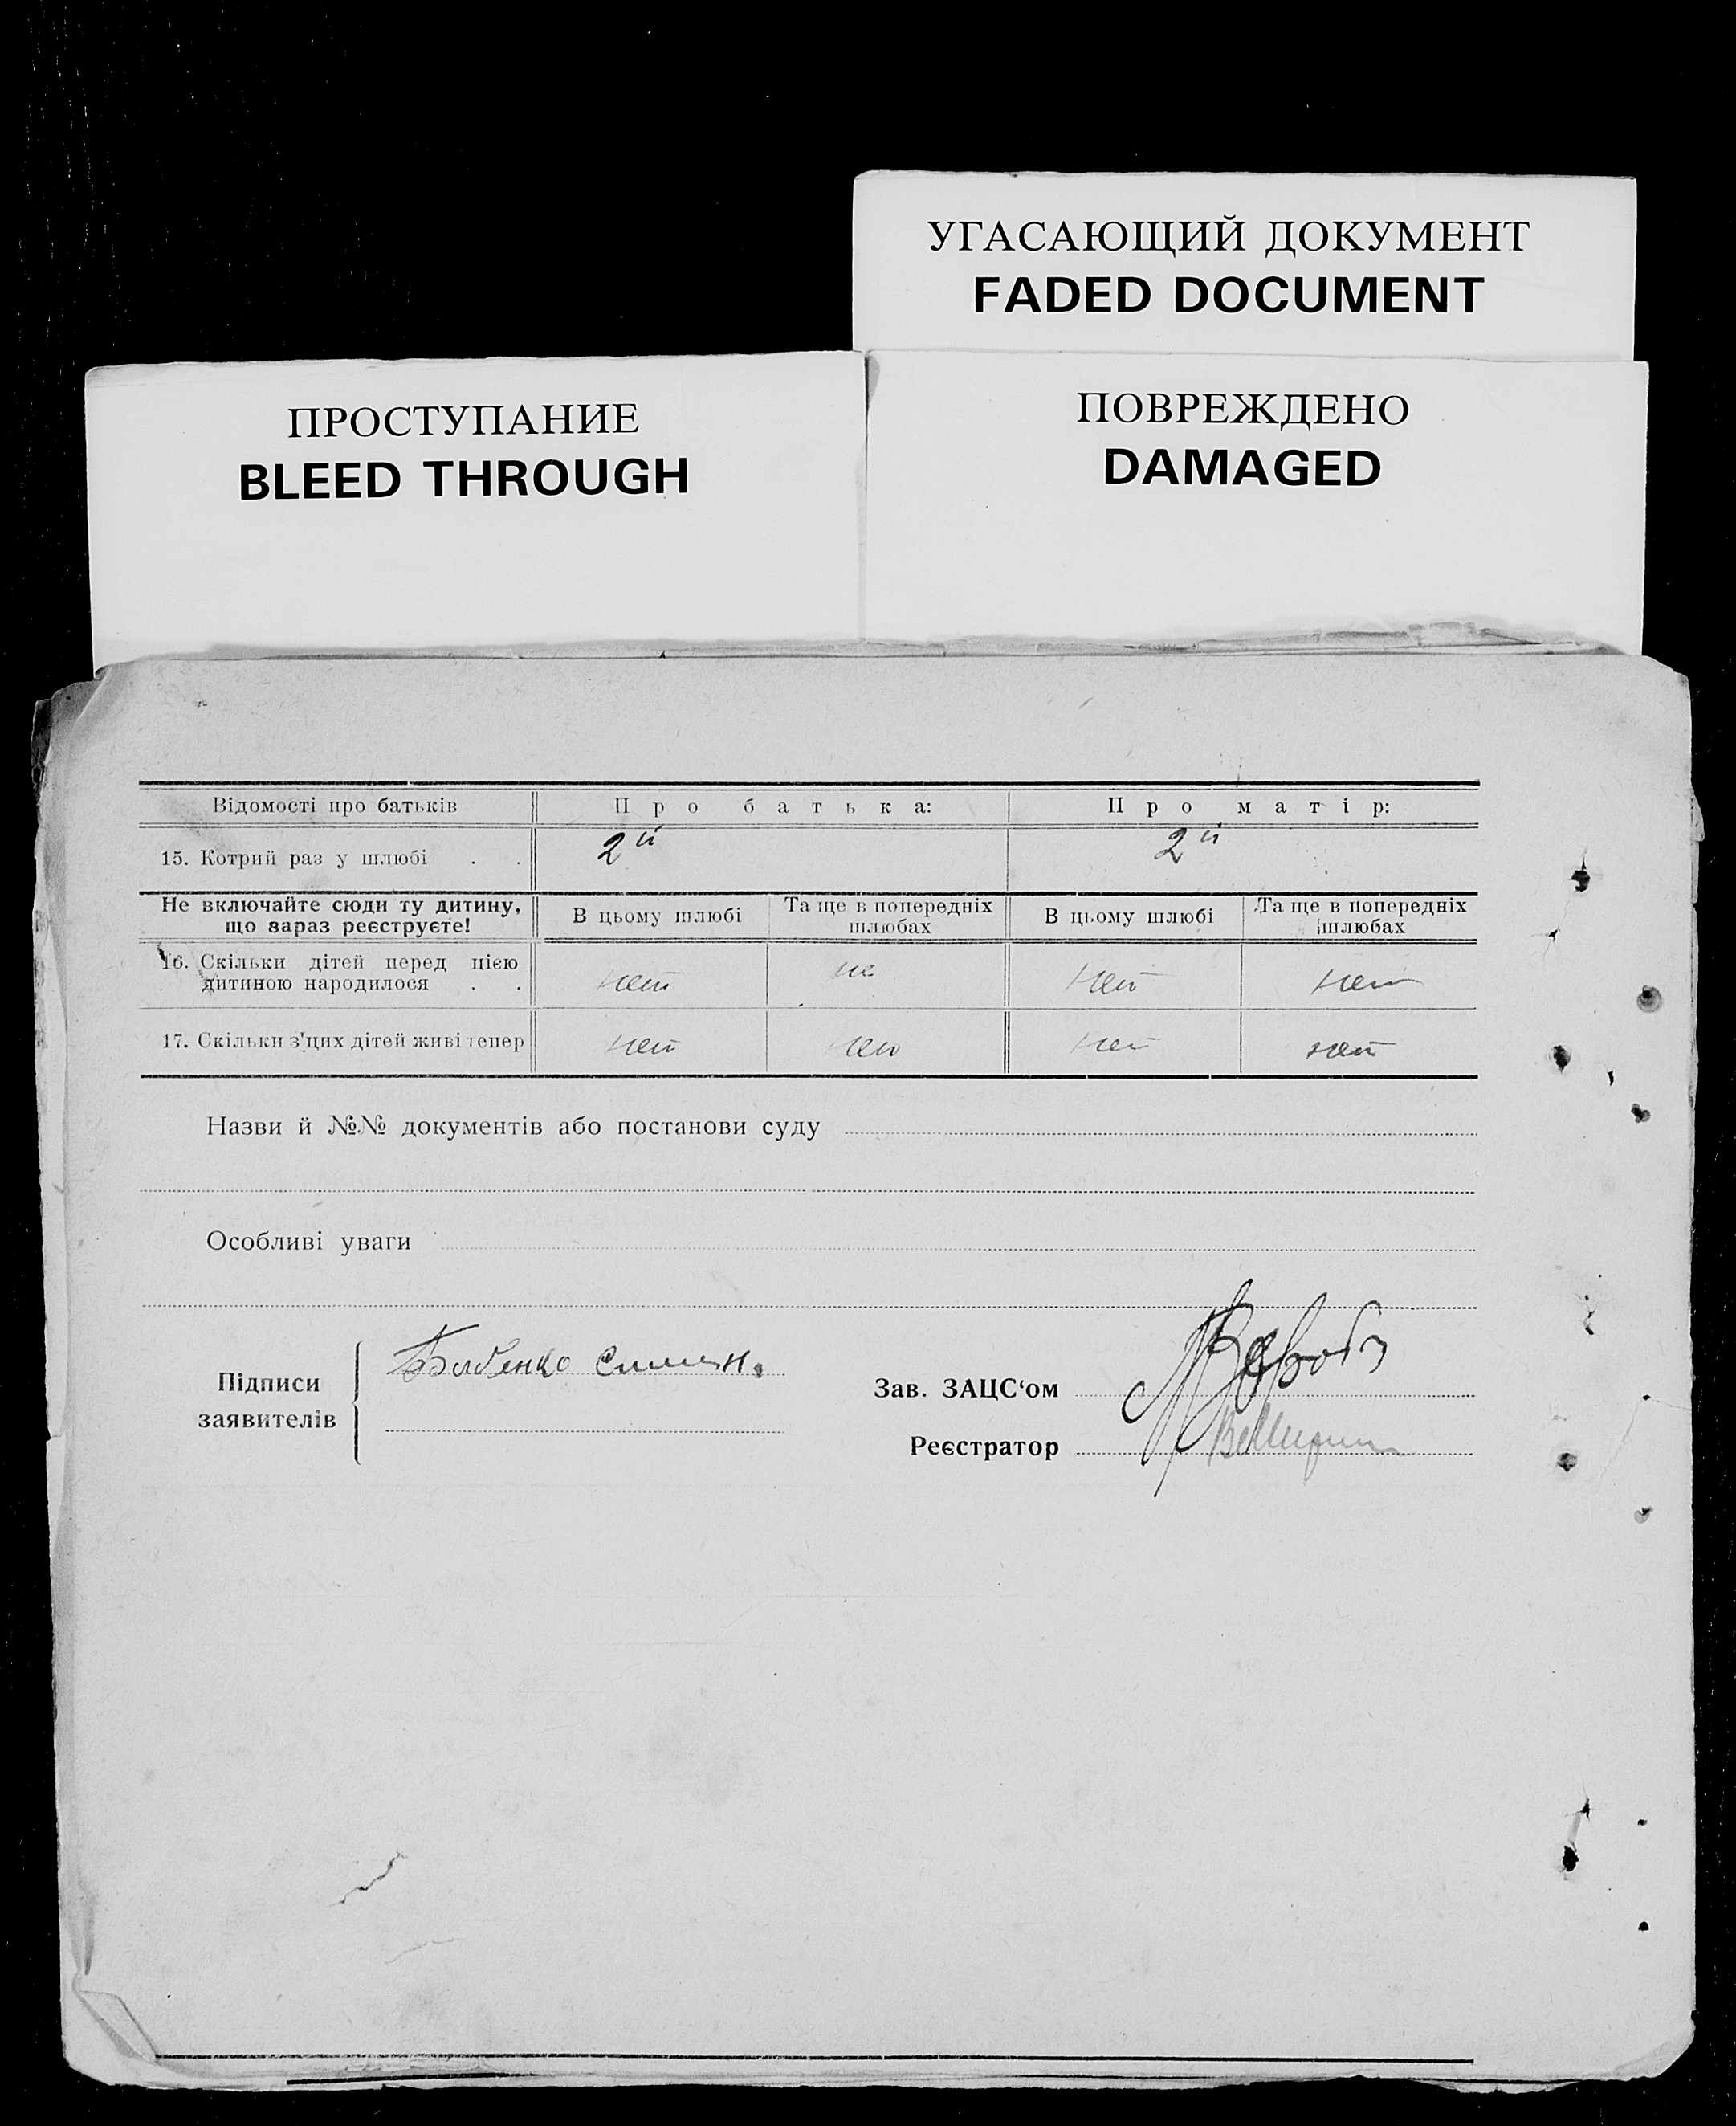 УГАСАЮЩИЙ ДОКУМЕНТ
FADED DOCUMENT
ПРОСТУПАНИЕ
BLEED THROUGH
ПОВРЕЖДЕНО
DAMAGED
Відомості про батьків Про батька: Про матір:
15. Котрий раз у шлюбі . . 2й 2й
Не включайте сюди ту дитину, що зараз реєструєте! В цьому шлюбі Та ще в попередніх шлюбах В цьому шлюбі Та ще в попередніх шлюбах
16. Скільки дітей перед цією дитиною народилося . . нет не нет нет
17. Скільки з'цих дітей живі тепер нет нет нет нет
Назви й №№ документів або постанови суду
Особливі уваги
Підписи заявителів
Зав. ЗАЦС‘ом
Реєстратор